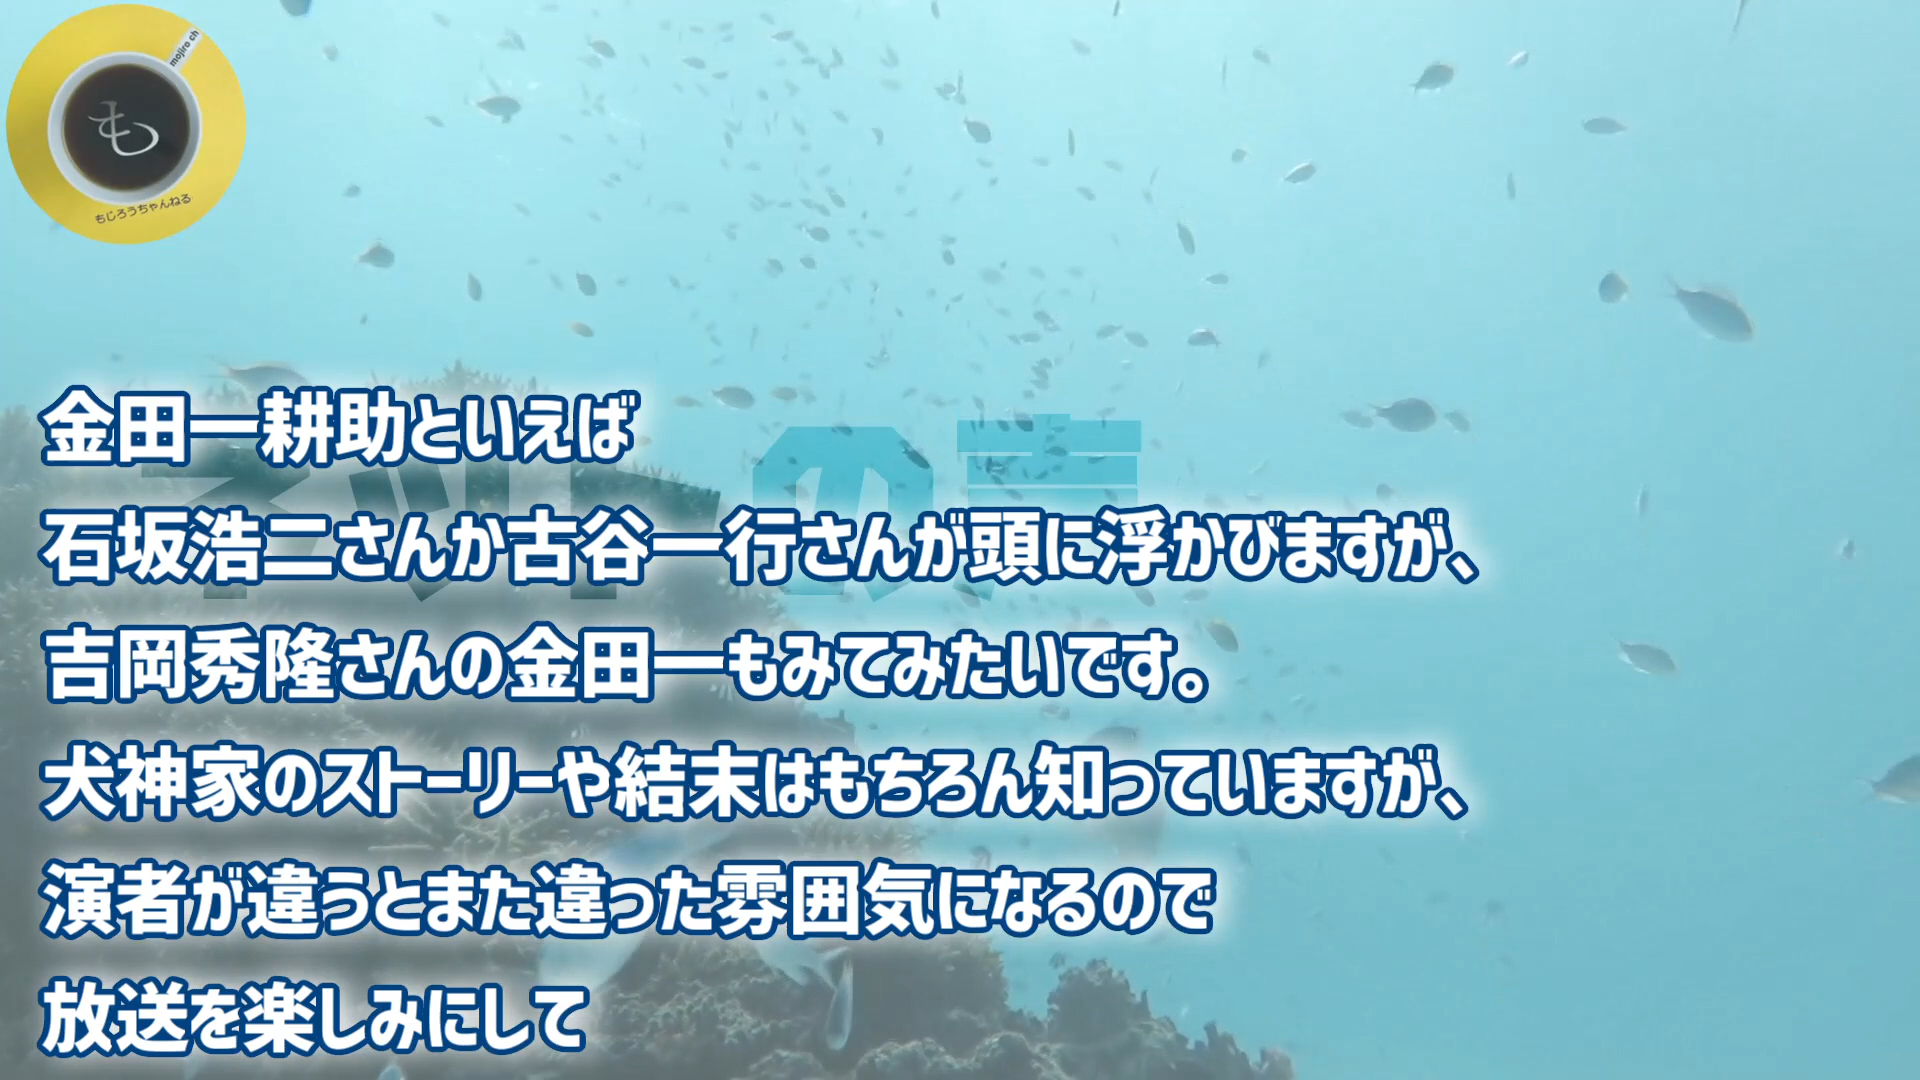 mojiro ch
も
もじろうちゃんねる
ネットの声
金田一耕助といえば
石坂浩二さんか古谷一行さんが頭に浮かびますが、
吉岡秀隆さんの金田一もみてみたいです。
犬神家のストーリーや結末はもちろん知っていますが、
演者が違うとまた違った雰囲気になるので
放送を楽しみにして